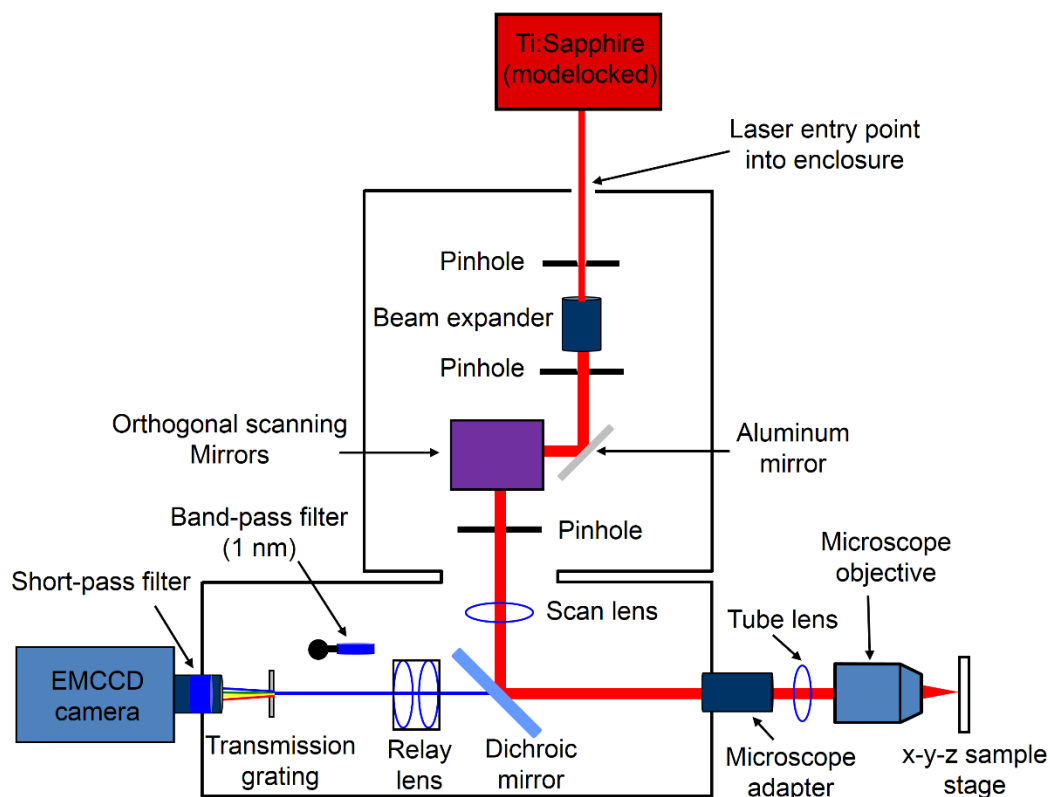 Ti:Sapphire
(modelocked)
Laser entry point
into enclosure
Pinhole
Beam expander
Pinhole
Orthogonal scanning
Mirrors
Aluminum
mirror
Band-pass filter
(1 nm)
Pinhole
Microscope
objective
Short-pass filter
Scan lens
Tube lens
EMCCD
camera
Transmission
grating
Relay
lens
Dichroic
mirror
Microscope
adapter
x-y-z sample
stage